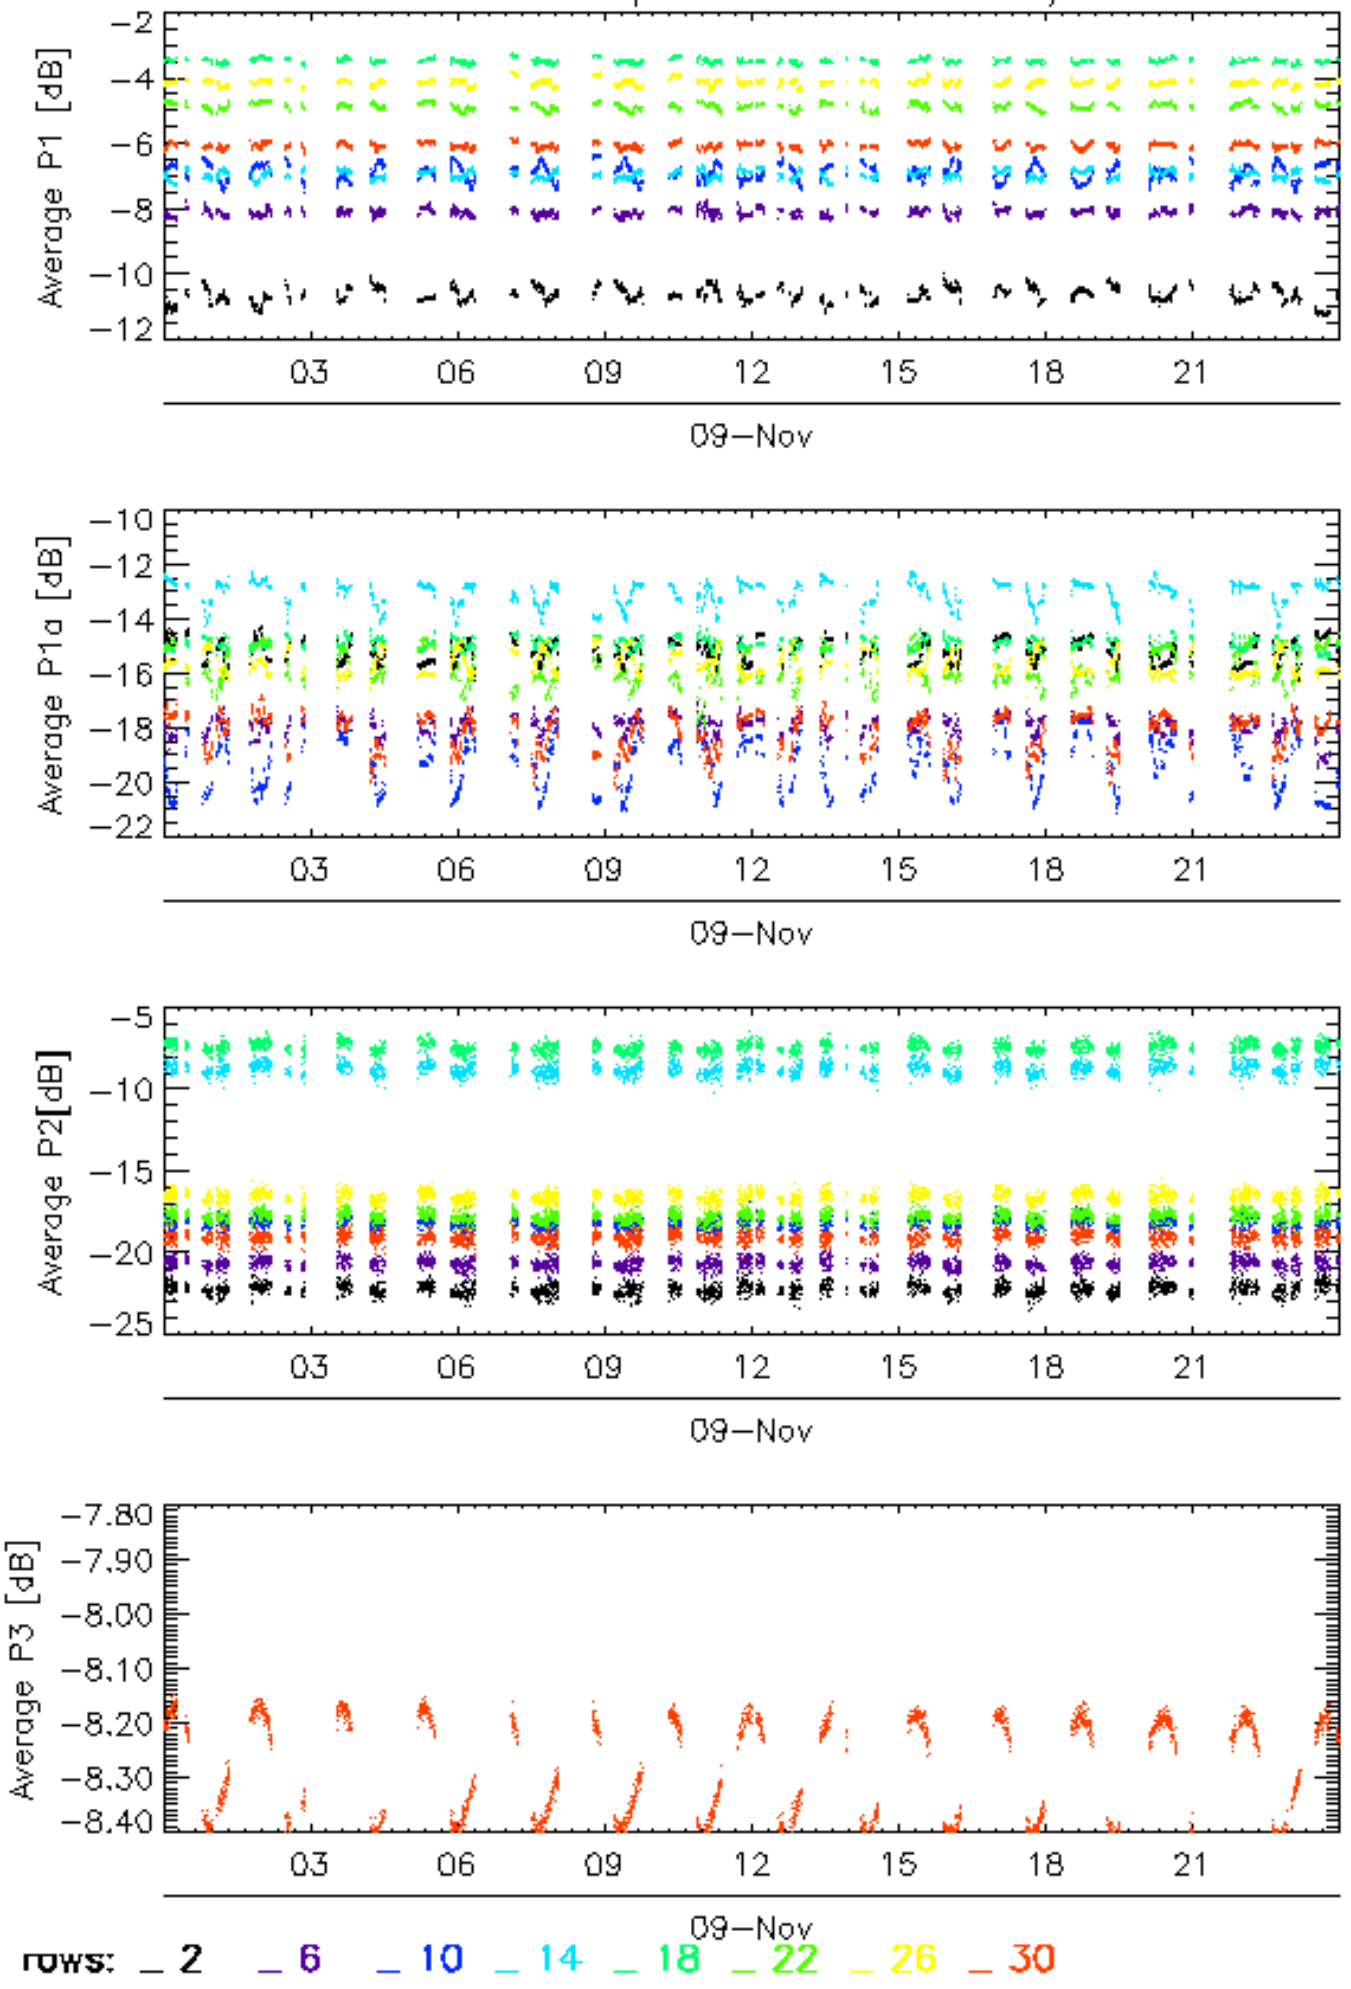 Average P1 [dB]
-2
-4
-6
-8
-10
-12
03 06 09 12 15 18 21
09-Nov
Average P1a [dB]
-10
-12
-14
-16
-18
-20
-22
03 06 09 12 15 18 21
09-Nov
Average P2[dB]
-5
-10
-15
-20
-25
03 06 09 12 15 18 21
09-Nov
Average P3 [dB]
-7.80
-7.90
-8.00
-8.10
-8.20
-8.30
-8.40
03 06 09 12 15 18 21
09-Nov
rows: _ 2 _ 6 _ 10 _ 14 _ 18 _ 22 _ 26 _ 30